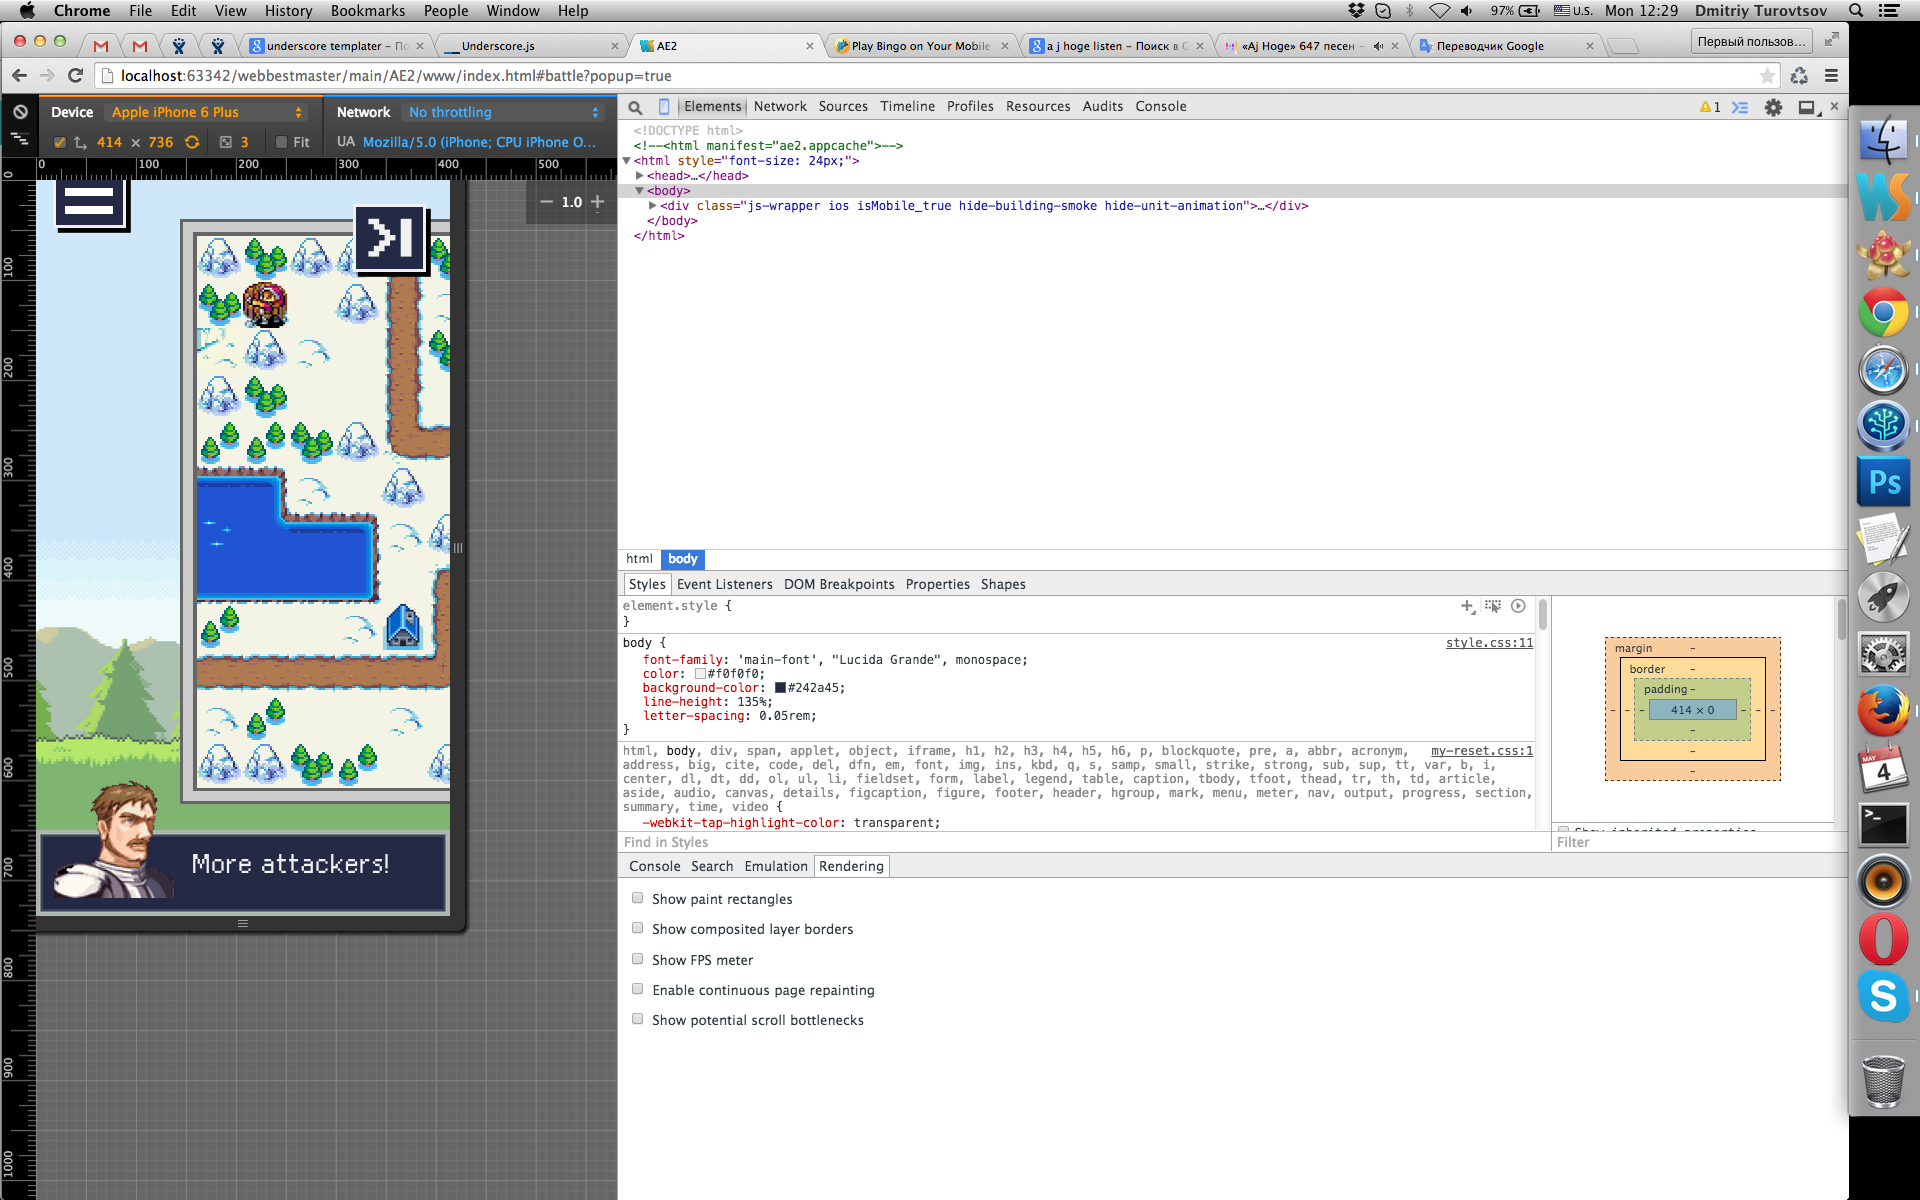 Chrome File Edit View History Bookmarks People Window Help 97% U.S. Mon 12:29 Dmitriy Turovtsov
underscore templater – По Underscore.js AE2 Play Bingo on Your Mobile a j hoge listen – Поиск в G «Aj Hoge» 647 песен – Переводчик Google Первый пользов...
localhost:63342/webbestmaster/main/AE2/www/index.html#battle?popup=true
Device Apple iPhone 6 Plus Network No throttling
414 × 736 3 Fit UA Mozilla/5.0 (iPhone; CPU iPhone O...
0 100 200 300 400 500
1.0
0
100
200
300
400
500
600
700
800
900
1000
More attackers!
Elements Network Sources Timeline Profiles Resources Audits Console 1
<!DOCTYPE html>
<!--<html manifest="ae2.appcache">-->
<html style="font-size: 24px;">
<head>…</head>
<body>
<div class="js-wrapper ios isMobile_true hide-building-smoke hide-unit-animation">…</div>
</body>
</html>
html body
Styles Event Listeners DOM Breakpoints Properties Shapes
element.style {
}
body { style.css:11
font-family: 'main-font', "Lucida Grande", monospace;
color: #f0f0f0;
background-color: #242a45;
line-height: 135%;
letter-spacing: 0.05rem;
}
html, body, div, span, applet, object, iframe, h1, h2, h3, h4, h5, h6, p, blockquote, pre, a, abbr, acronym, my-reset.css:1
address, big, cite, code, del, dfn, em, font, img, ins, kbd, q, s, samp, small, strike, strong, sub, sup, tt, var, b, i,
center, dl, dt, dd, ol, ul, li, fieldset, form, label, legend, table, caption, tbody, tfoot, thead, tr, th, td, article,
aside, audio, canvas, details, figcaption, figure, footer, header, hgroup, mark, menu, meter, nav, output, progress, section,
summary, time, video {
-webkit-tap-highlight-color: transparent;
Find in Styles
margin –
border –
padding –
– – – 414 × 0 – – –
–
–
–
Show inherited properties
Filter
Console Search Emulation Rendering
Show paint rectangles
Show composited layer borders
Show FPS meter
Enable continuous page repainting
Show potential scroll bottlenecks
WS
Ps
MAY
4